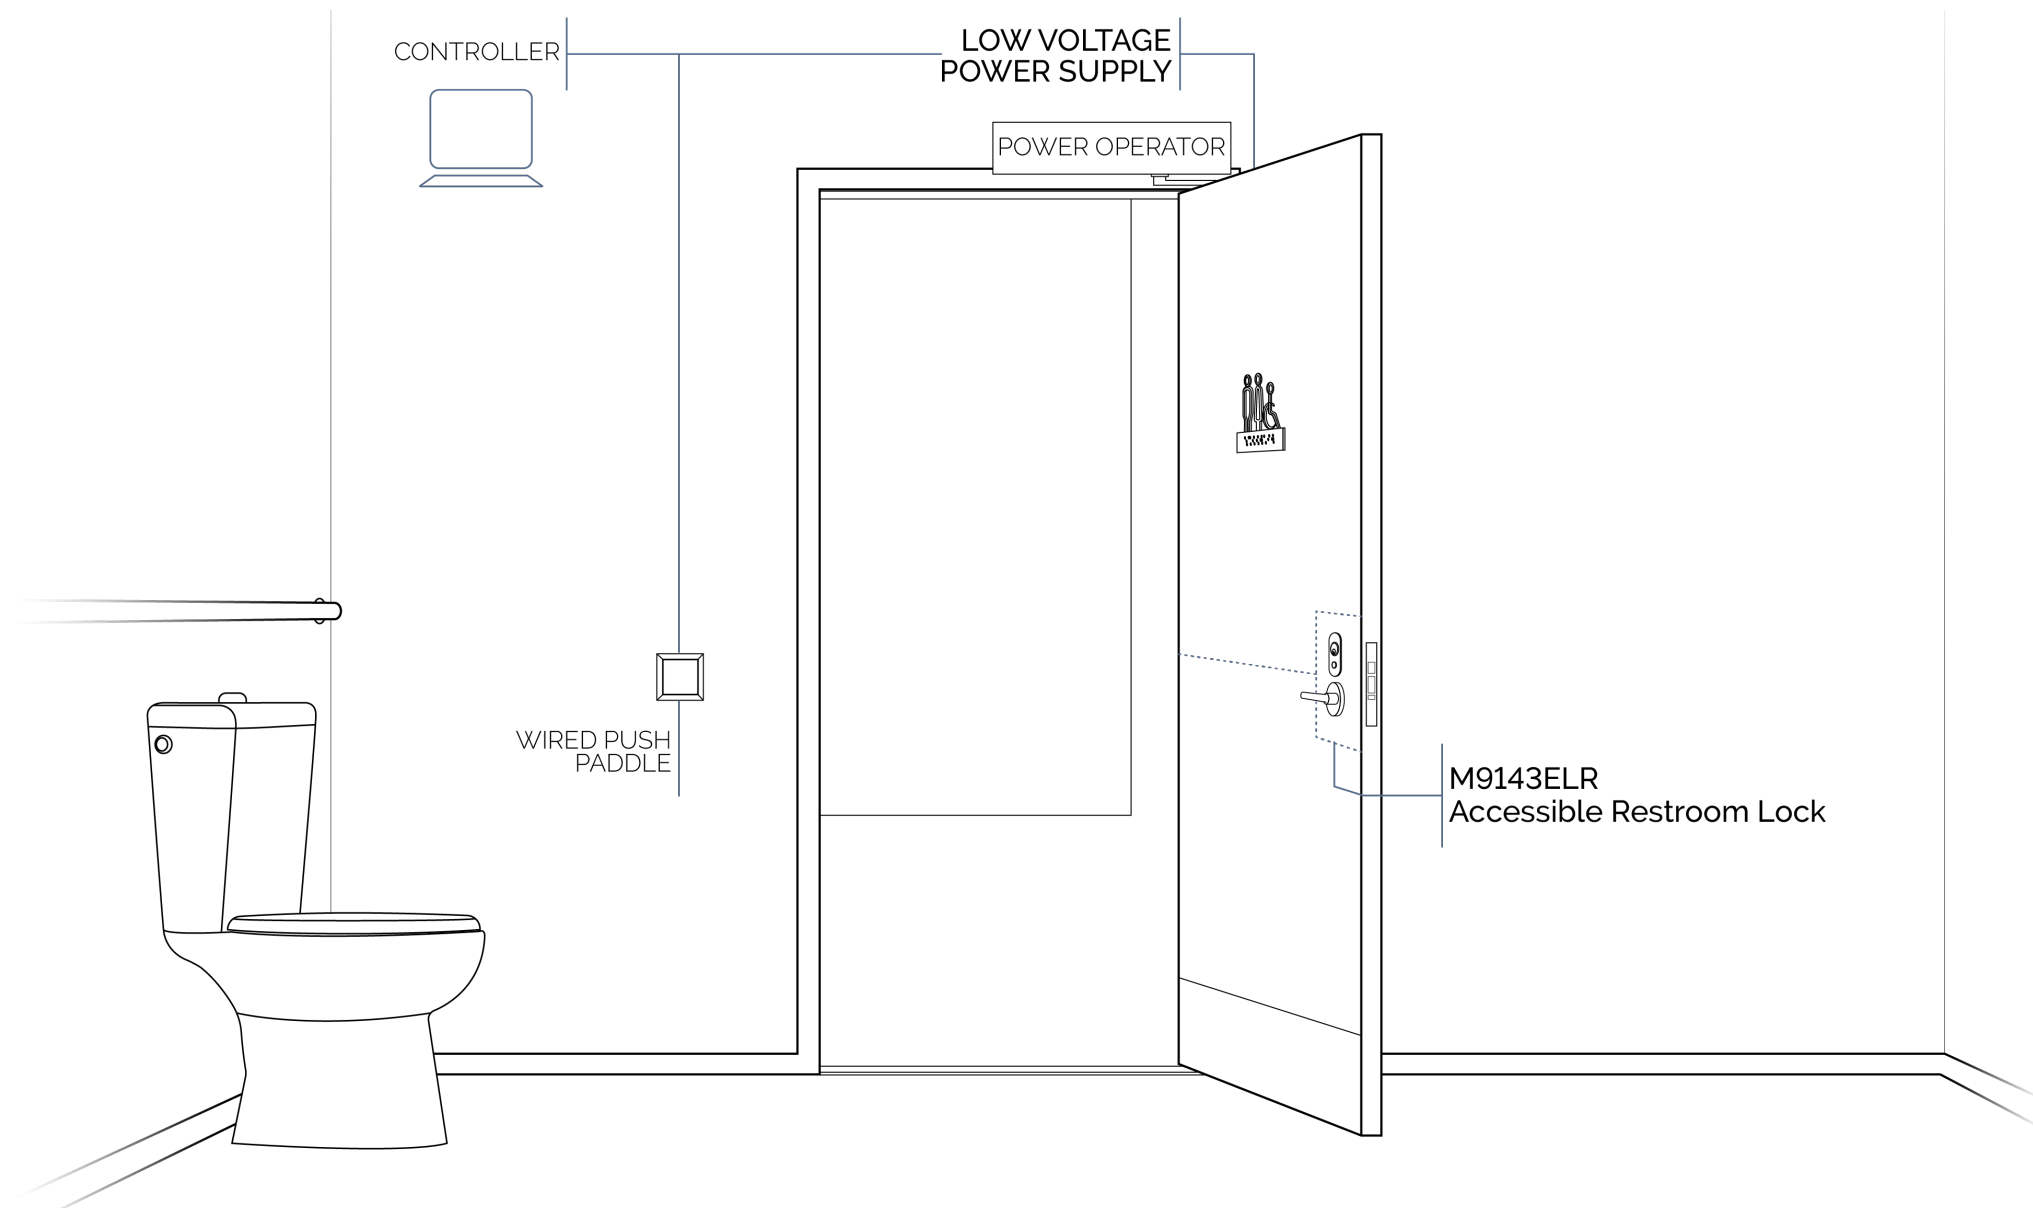 CONTROLLER
LOW VOLTAGE
POWER SUPPLY
POWER OPERATOR
WIRED PUSH
PADDLE
M9143ELR
Accessible Restroom Lock